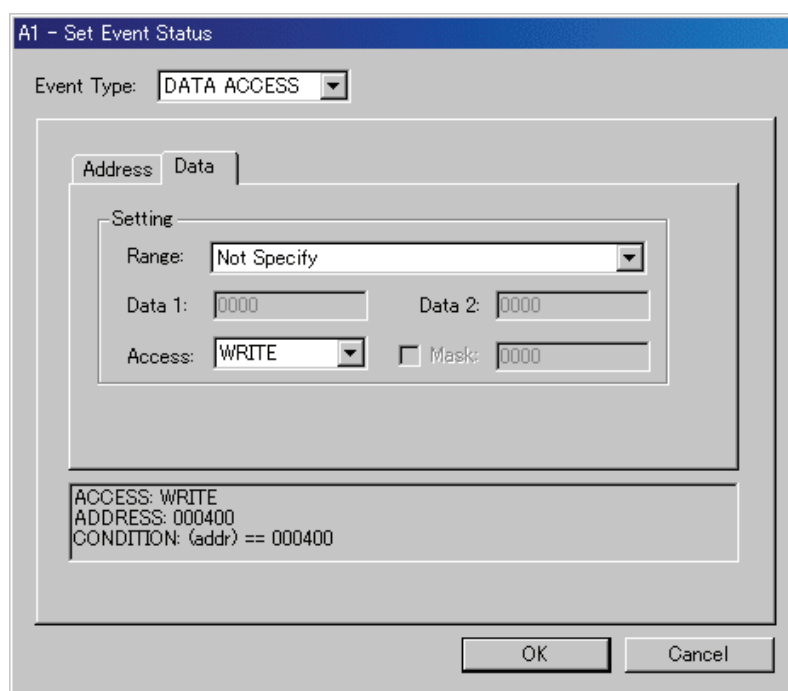 A1 - Set Event Status
Event Type: DATA ACCESS
Address Data
Setting
Range: Not Specify
Data 1: 0000 Data 2: 0000
Access: WRITE Mask: 0000
ACCESS: WRITE
ADDRESS: 000400
CONDITION: (addr) == 000400
OK Cancel